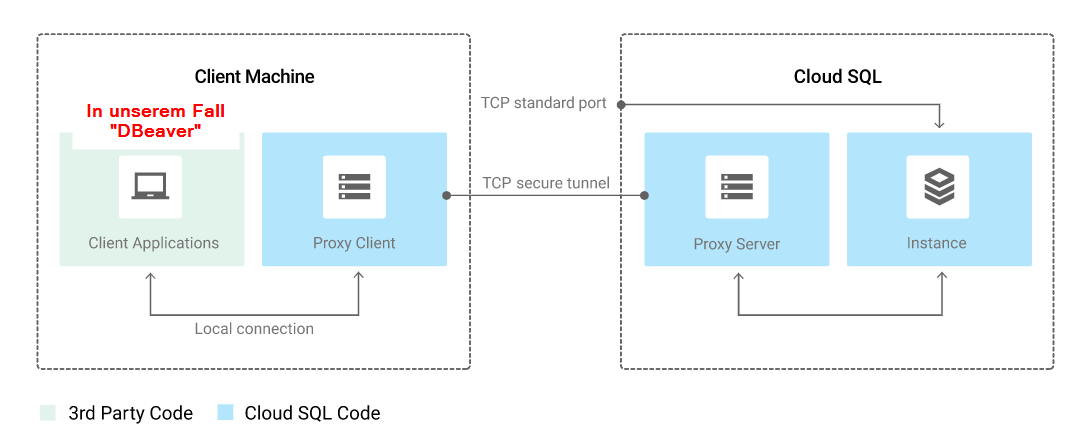 Client Machine
Cloud SQL
In unserem Fall
"DBeaver"
TCP standard port
TCP secure tunnel
Client Applications
Proxy Client
Proxy Server
Instance
Local connection
3rd Party Code
Cloud SQL Code